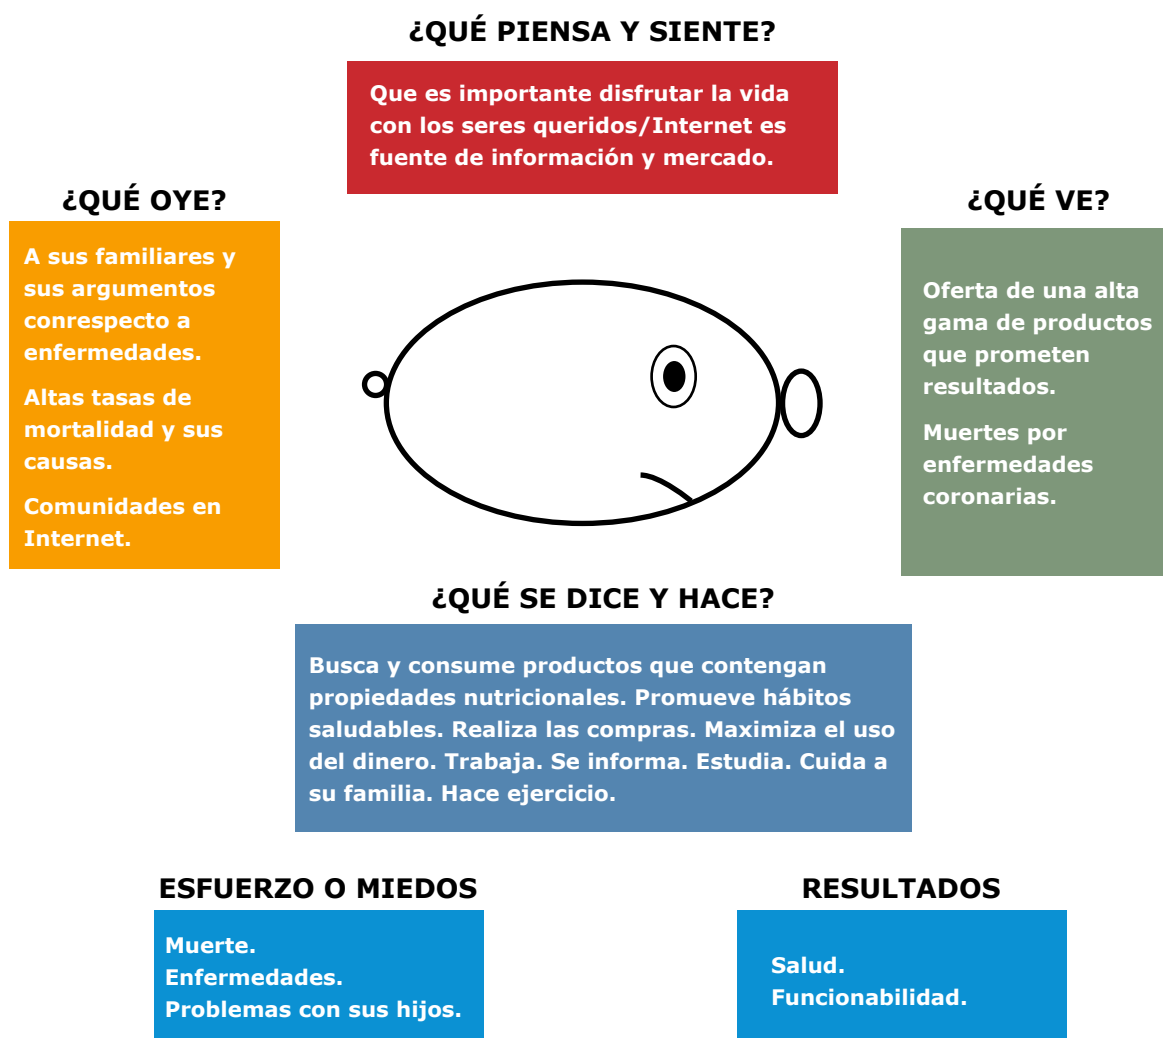 ¿QUÉ PIENSA Y SIENTE?
Que es importante disfrutar la vida
con los seres queridos/Internet es
fuente de información y mercado.
¿QUÉ OYE?
A sus familiares y
sus argumentos
conrespecto a
enfermedades.
Altas tasas de
mortalidad y sus
causas.
Comunidades en
Internet.
¿QUÉ VE?
Oferta de una alta
gama de productos
que prometen
resultados.
Muertes por
enfermedades
coronarias.
¿QUÉ SE DICE Y HACE?
Busca y consume productos que contengan
propiedades nutricionales. Promueve hábitos
saludables. Realiza las compras. Maximiza el uso
del dinero. Trabaja. Se informa. Estudia. Cuida a
su familia. Hace ejercicio.
ESFUERZO O MIEDOS
Muerte.
Enfermedades.
Problemas con sus hijos.
RESULTADOS
Salud.
Funcionabilidad.